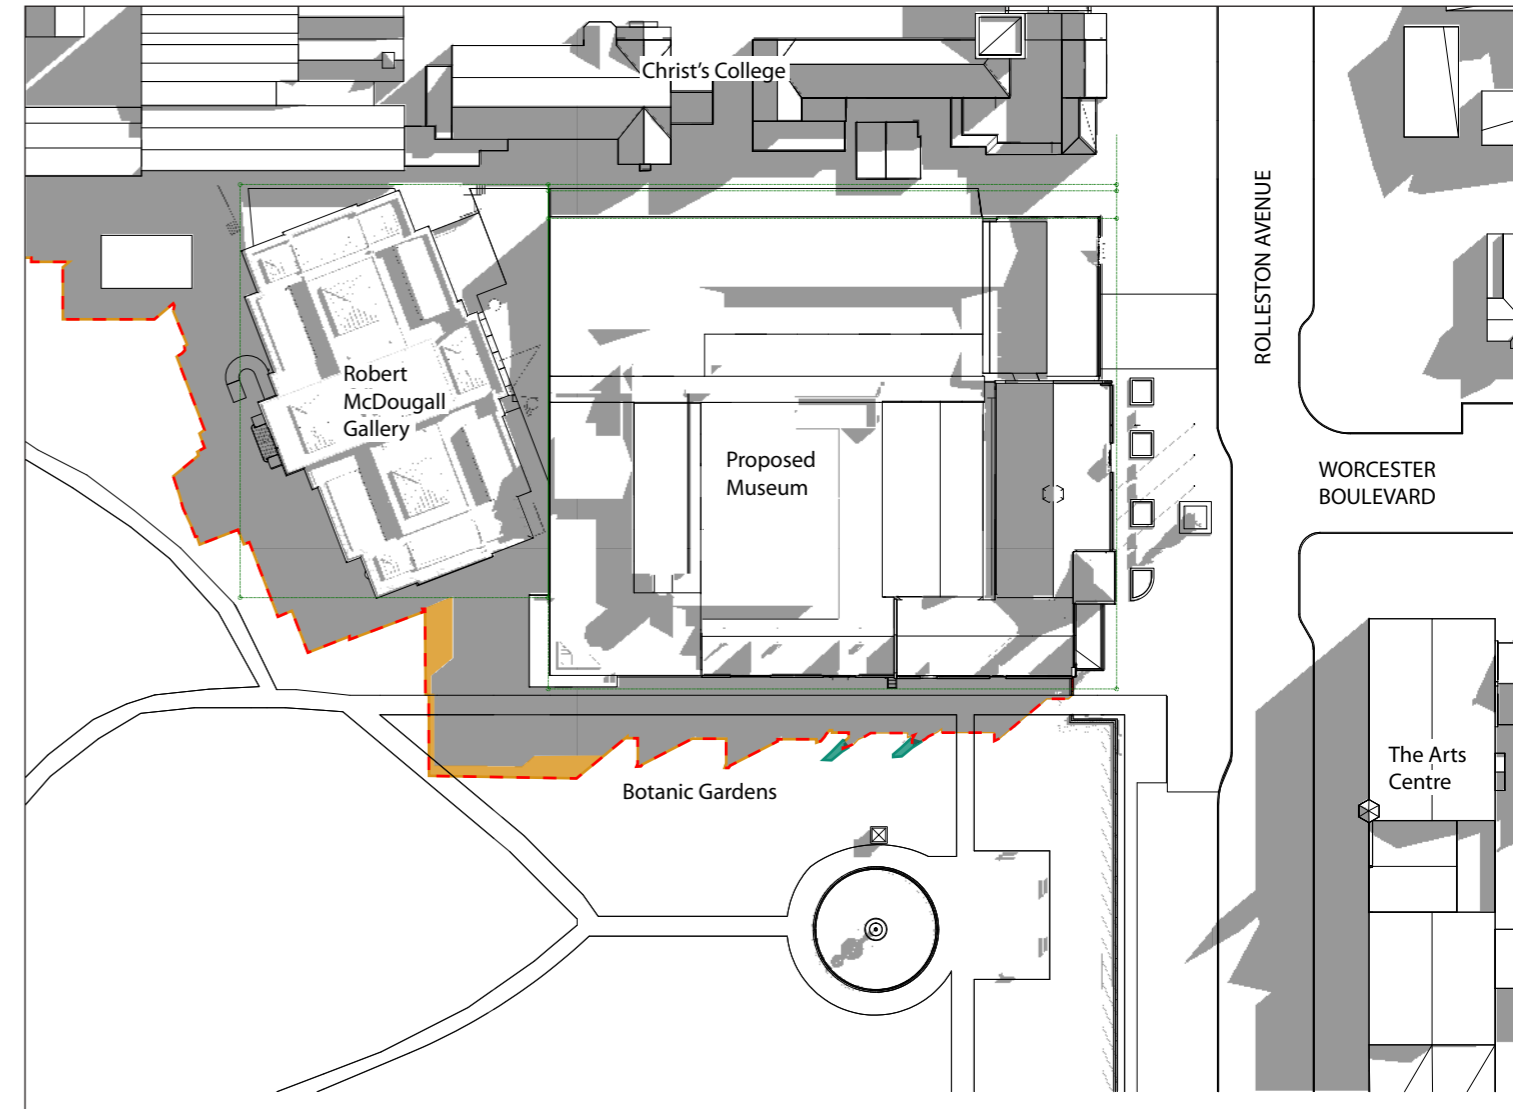 Christ's College
ROLLESTON AVENUE
Robert
McDougall
Gallery
Proposed
Museum
WORCESTER
BOULEVARD
The Arts
Centre
Botanic Gardens